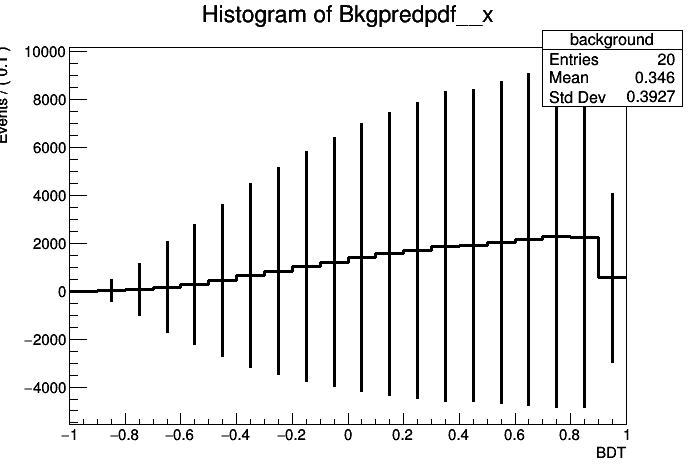 Histogram of Bkgpredpdf__x
background
Entries 20
Mean 0.346
Std Dev 0.3927
Events / ( 0.1 )
10000
8000
6000
4000
2000
0
−2000
−4000
−1 −0.8 −0.6 −0.4 −0.2 0 0.2 0.4 0.6 0.8 1
BDT